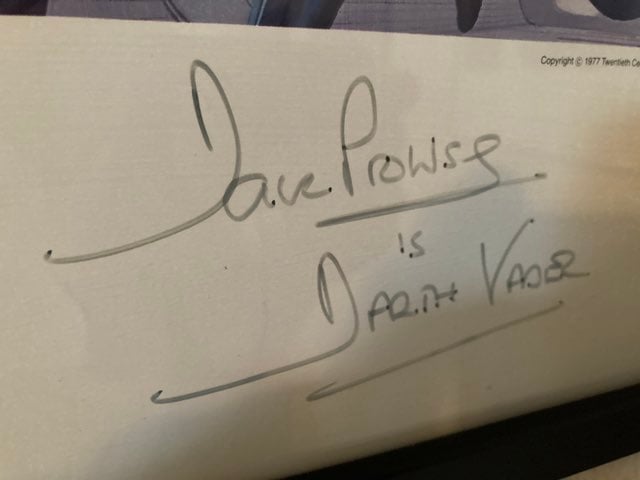 Copyright © 1977 Twentieth Ce
Dave Prowse
is
DARTH VADER